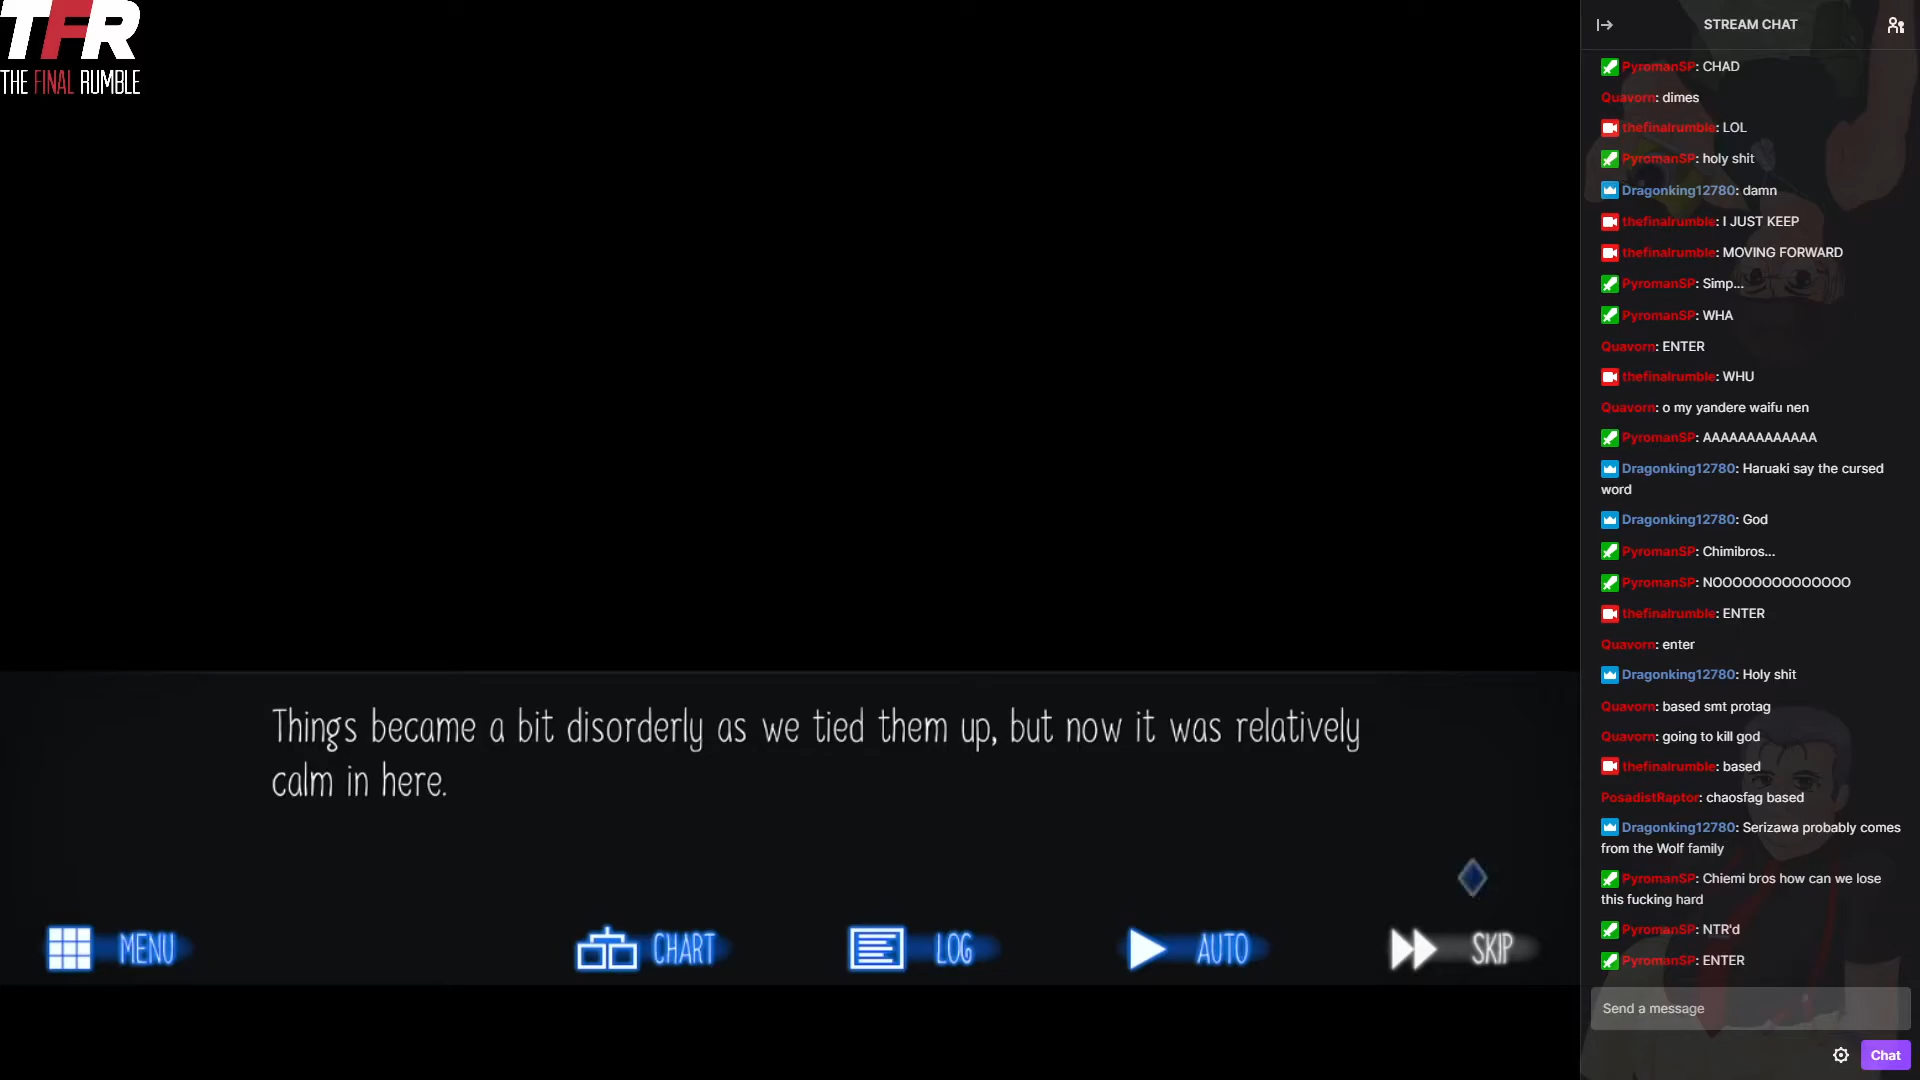 TFR
THE FINAL RUMBLE
Things became a bit disorderly as we tied them up, but now it was relatively
calm in here.
MENU
CHART
LOG
AUTO
SKIP
STREAM CHAT
PyromanSP: CHAD
Quavorn: dimes
thefinalrumble: LOL
PyromanSP: holy shit
Dragonking12780: damn
thefinalrumble: I JUST KEEP
thefinalrumble: MOVING FORWARD
PyromanSP: Simp...
PyromanSP: WHA
Quavorn: ENTER
thefinalrumble: WHU
Quavorn: o my yandere waifu nen
PyromanSP: AAAAAAAAAAAAA
Dragonking12780: Haruaki say the cursed
word
Dragonking12780: God
PyromanSP: Chimibros...
PyromanSP: NOOOOOOOOOOOOOO
thefinalrumble: ENTER
Quavorn: enter
Dragonking12780: Holy shit
Quavorn: based smt protag
Quavorn: going to kill god
thefinalrumble: based
PosadistRaptor: chaosfag based
Dragonking12780: Serizawa probably comes
from the Wolf family
PyromanSP: Chiemi bros how can we lose
this fucking hard
PyromanSP: NTR'd
PyromanSP: ENTER
Send a message
Chat